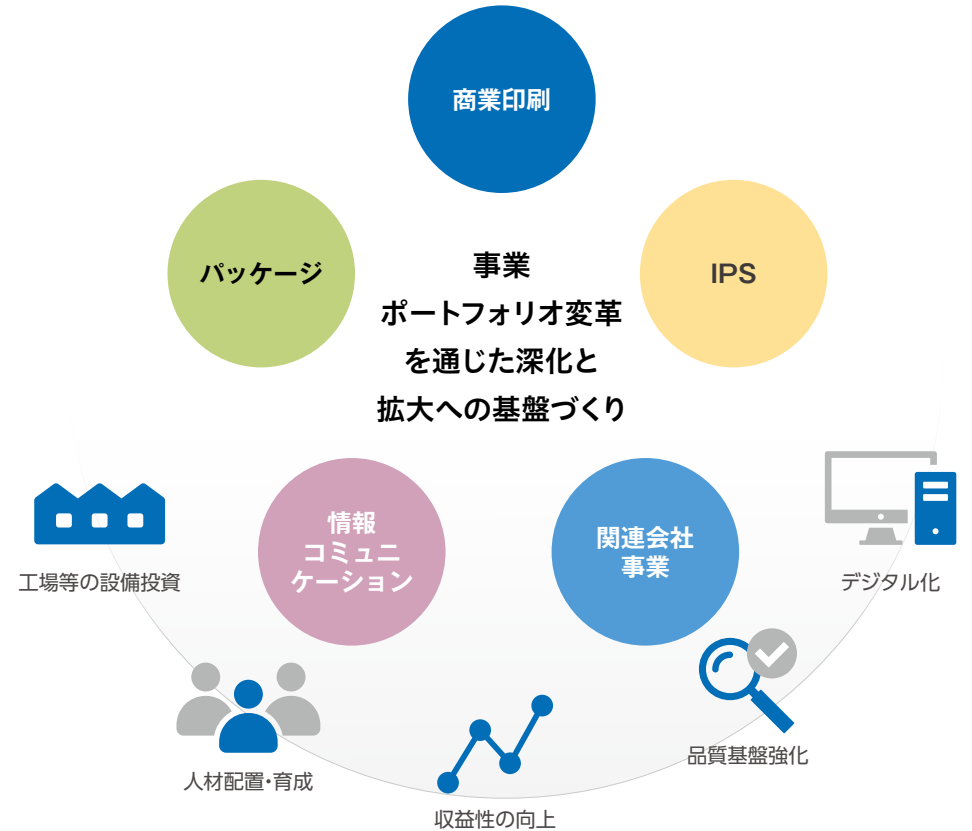 商業印刷
パッケージ
事業
ポートフォリオ変革
を通じた深化と
拡大への基盤づくり
IPS
情報
コミュニ
ケーション
関連会社
事業
工場等の設備投資
デジタル化
人材配置・育成
収益性の向上
品質基盤強化